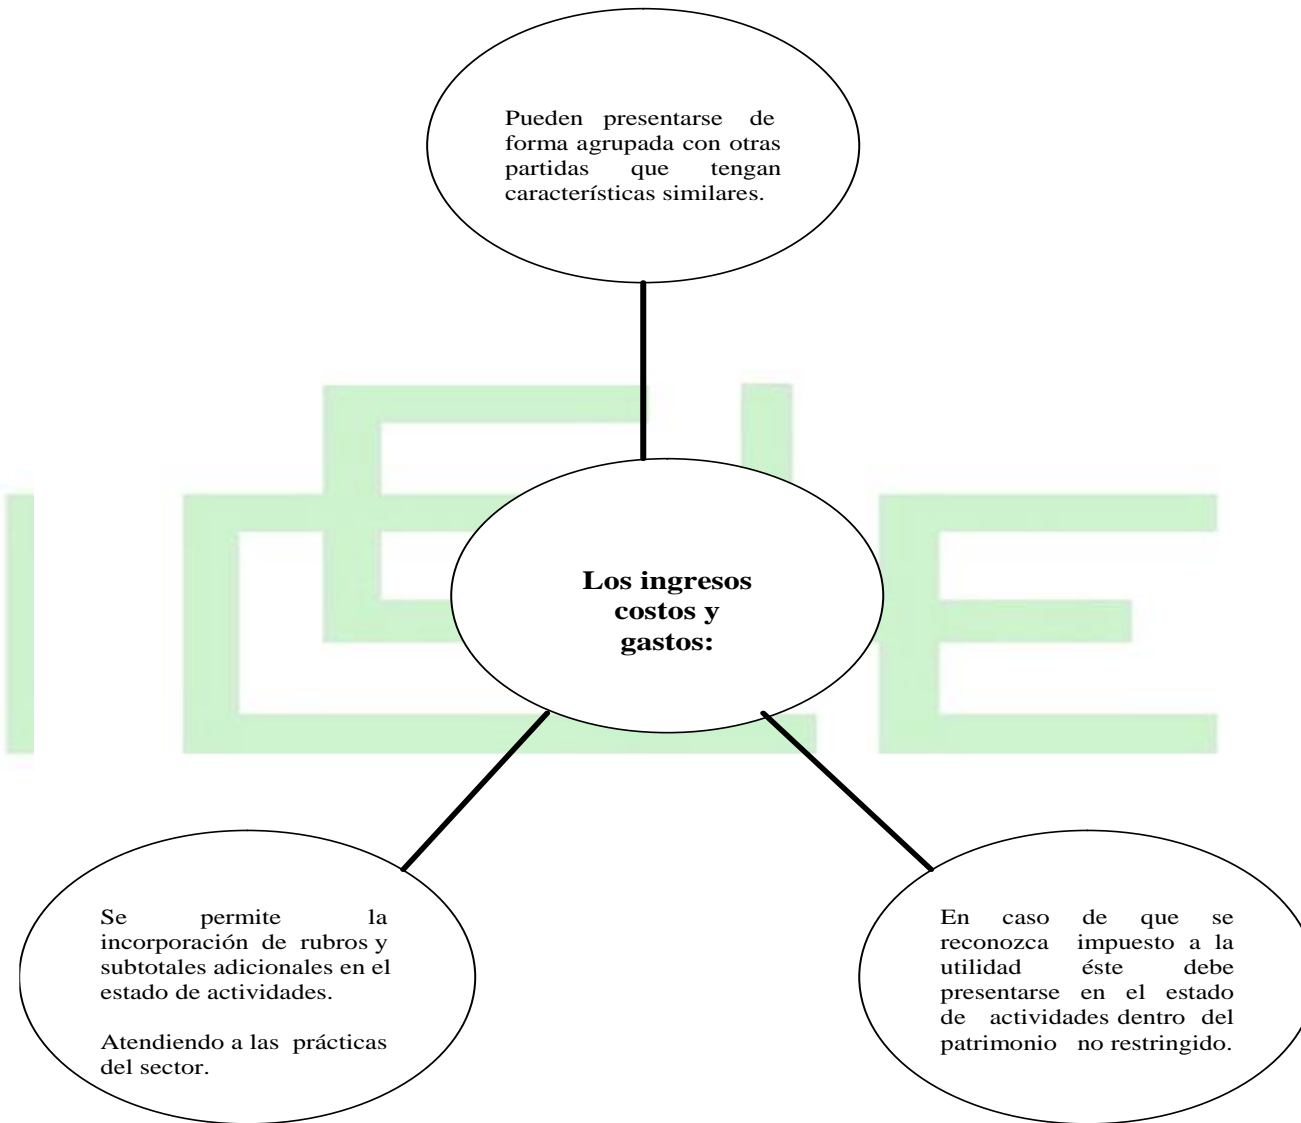 Pueden presentarse de
forma agrupada con otras
partidas que tengan
características similares.
Los ingresos
costos y
gastos:
Se permite la
incorporación de rubros y
subtotales adicionales en el
estado de actividades.
Atendiendo a las prácticas
del sector.
En caso de que se
reconozca impuesto a la
utilidad éste debe
presentarse en el estado
de actividades dentro del
patrimonio no restringido.